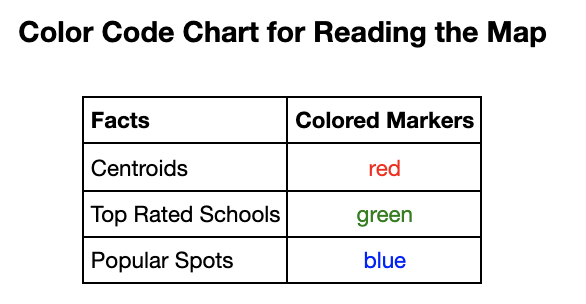 Color Code Chart for Reading the Map
Facts Colored Markers
Centroids red
Top Rated Schools green
Popular Spots blue